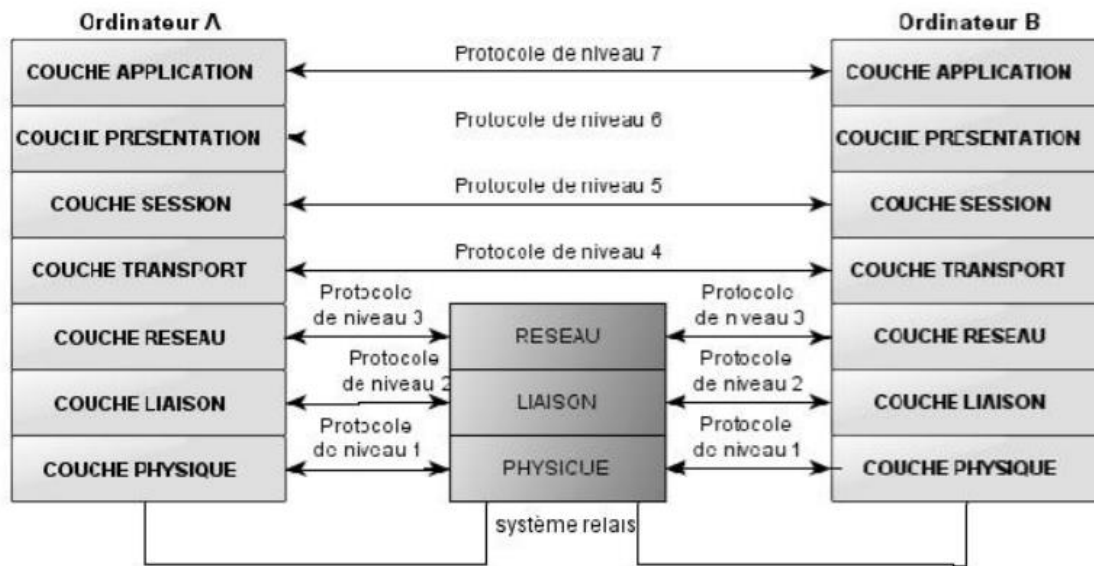 Ordinateur A
Ordinateur B
COUCHE APPLICATION
Protocole de niveau 7
COUCHE APPLICATION
COUCHE PRESENTATION
Protocole de niveau 6
COUCHE PRESENTATION
COUCHE SESSION
Protocole de niveau 5
COUCHE SESSION
COUCHE TRANSPORT
Protocole de niveau 4
COUCHE TRANSPORT
Protocole
de niveau 3
Protocole
de niveau 3
COUCHE RESEAU
RESEAU
COUCHE RESEAU
Protocole
de niveau 2
Protocole
de niveau 2
COUCHE LIAISON
LIAISON
COUCHE LIAISON
Protocole
de niveau 1
Protocole
de niveau 1
COUCHE PHYSIQUE
PHYSIQUE
COUCHE PHYSIQUE
système relais